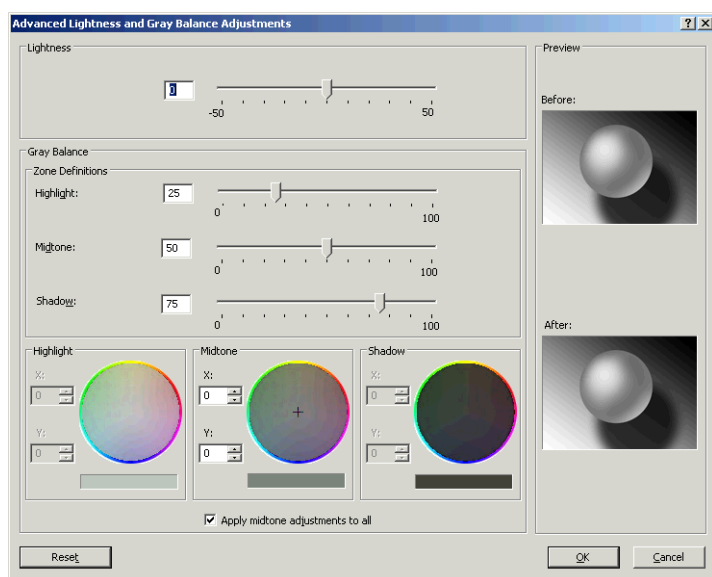 Advanced Lightness and Gray Balance Adjustments
Lightness
0
-50 50
Gray Balance
Zone Definitions
Highlight: 25
0 100
Midtone: 50
0 100
Shadow: 75
0 100
Highlight
X:
0
Y:
0
Midtone
X:
0
Y:
0
Shadow
X:
0
Y:
0
Apply midtone adjustments to all
Preview
Before:
After:
Reset
OK
Cancel